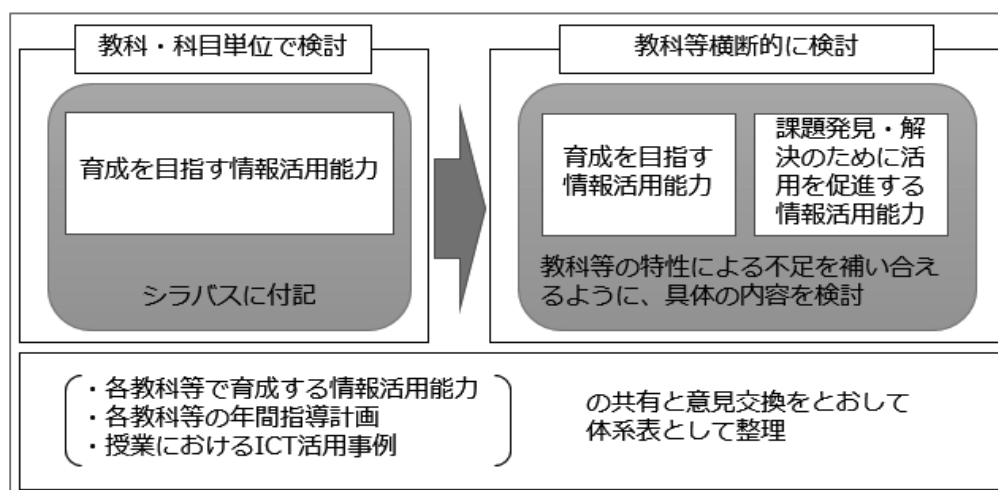 教科・科目単位で検討
育成を目指す情報活用能力
シラバスに付記
教科等横断的に検討
育成を目指す
情報活用能力
課題発見・解
決のために活
用を促進する
情報活用能力
教科等の特性による不足を補い合え
るように、具体の内容を検討
・各教科等で育成する情報活用能力
・各教科等の年間指導計画
・授業におけるICT活用事例
の共有と意見交換をとおして
体系表として整理